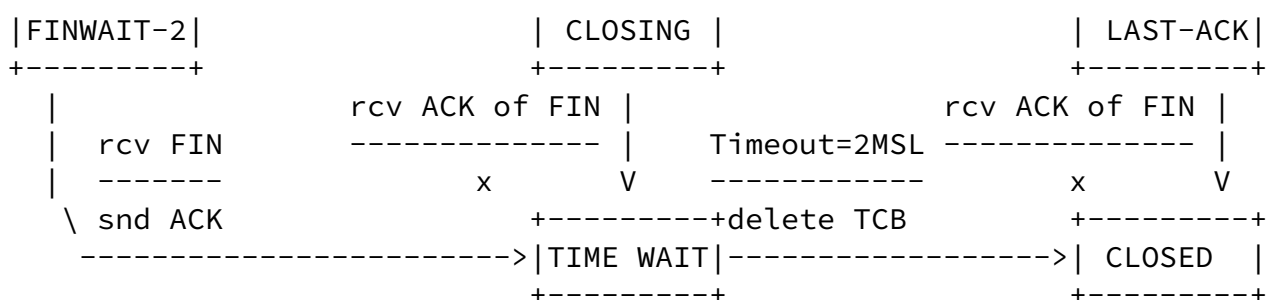 |FINWAIT-2|                   | CLOSING |                  | LAST-ACK|
+---------+                   +---------+                  +---------+
  |                rcv ACK of FIN |                 rcv ACK of FIN |
  |  rcv FIN       -------------- |    Timeout=2MSL -------------- |
  |  -------              x       V    ------------        x       V
   \ snd ACK                  +---------+delete TCB         +---------+
    ------------------------>|TIME WAIT|------------------>| CLOSED  |
                              +---------+                   +---------+